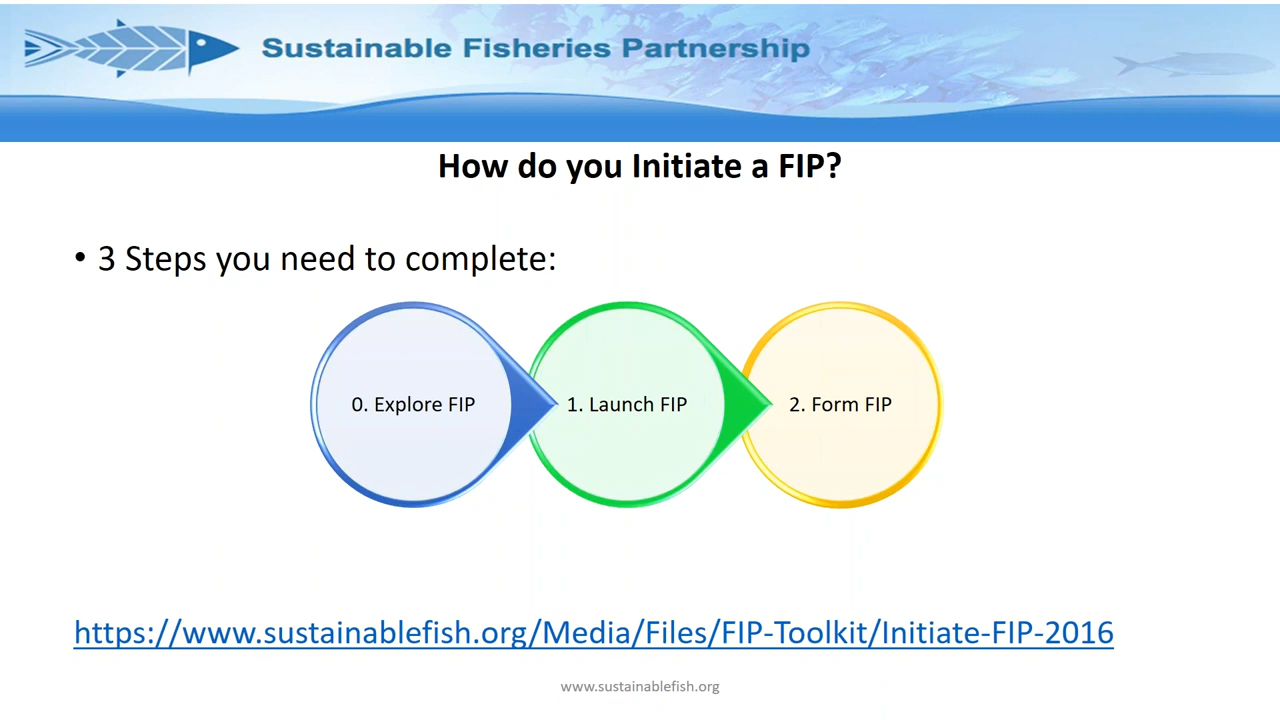 Sustainable Fisheries Partnership
How do you Initiate a FIP?
• 3 Steps you need to complete:
0. Explore FIP
1. Launch FIP
2. Form FIP
https://www.sustainablefish.org/Media/Files/FIP-Toolkit/Initiate-FIP-2016
www.sustainablefish.org